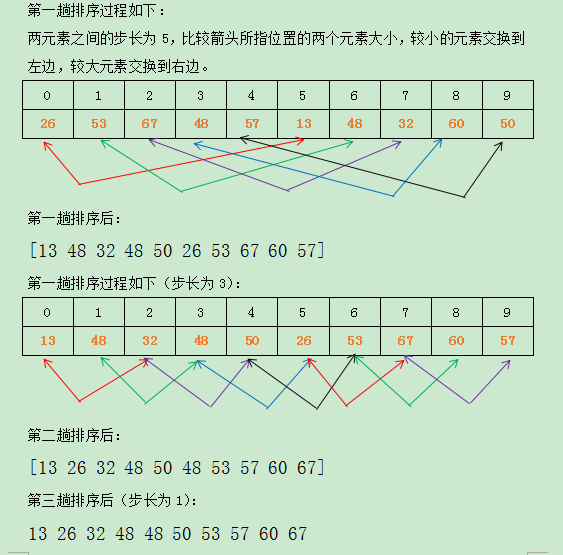 第一趟排序过程如下：
两元素之间的步长为 5，比较箭头所指位置的两个元素大小，较小的元素交换到
左边，较大元素交换到右边。
0 1 2 3 4 5 6 7 8 9
26 53 67 48 57 13 48 32 60 50
第一趟排序后：
[13 48 32 48 50 26 53 67 60 57]
第一趟排序过程如下（步长为 3）：
0 1 2 3 4 5 6 7 8 9
13 48 32 48 50 26 53 67 60 57
第二趟排序后：
[13 26 32 48 50 48 53 57 60 67]
第三趟排序后（步长为 1）：
13 26 32 48 48 50 53 57 60 67